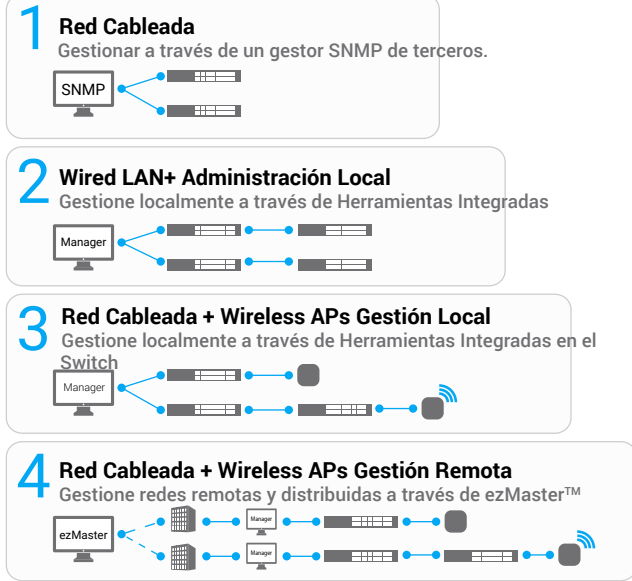 1 Red Cableada
Gestionar a través de un gestor SNMP de terceros.
SNMP
2 Wired LAN+ Administración Local
Gestione localmente a través de Herramientas Integradas
Manager
3 Red Cableada + Wireless APs Gestión Local
Gestione localmente a través de Herramientas Integradas en el
Switch
Manager
4 Red Cableada + Wireless APs Gestión Remota
Gestione redes remotas y distribuidas a través de ezMaster™
Manager
ezMaster
Manager